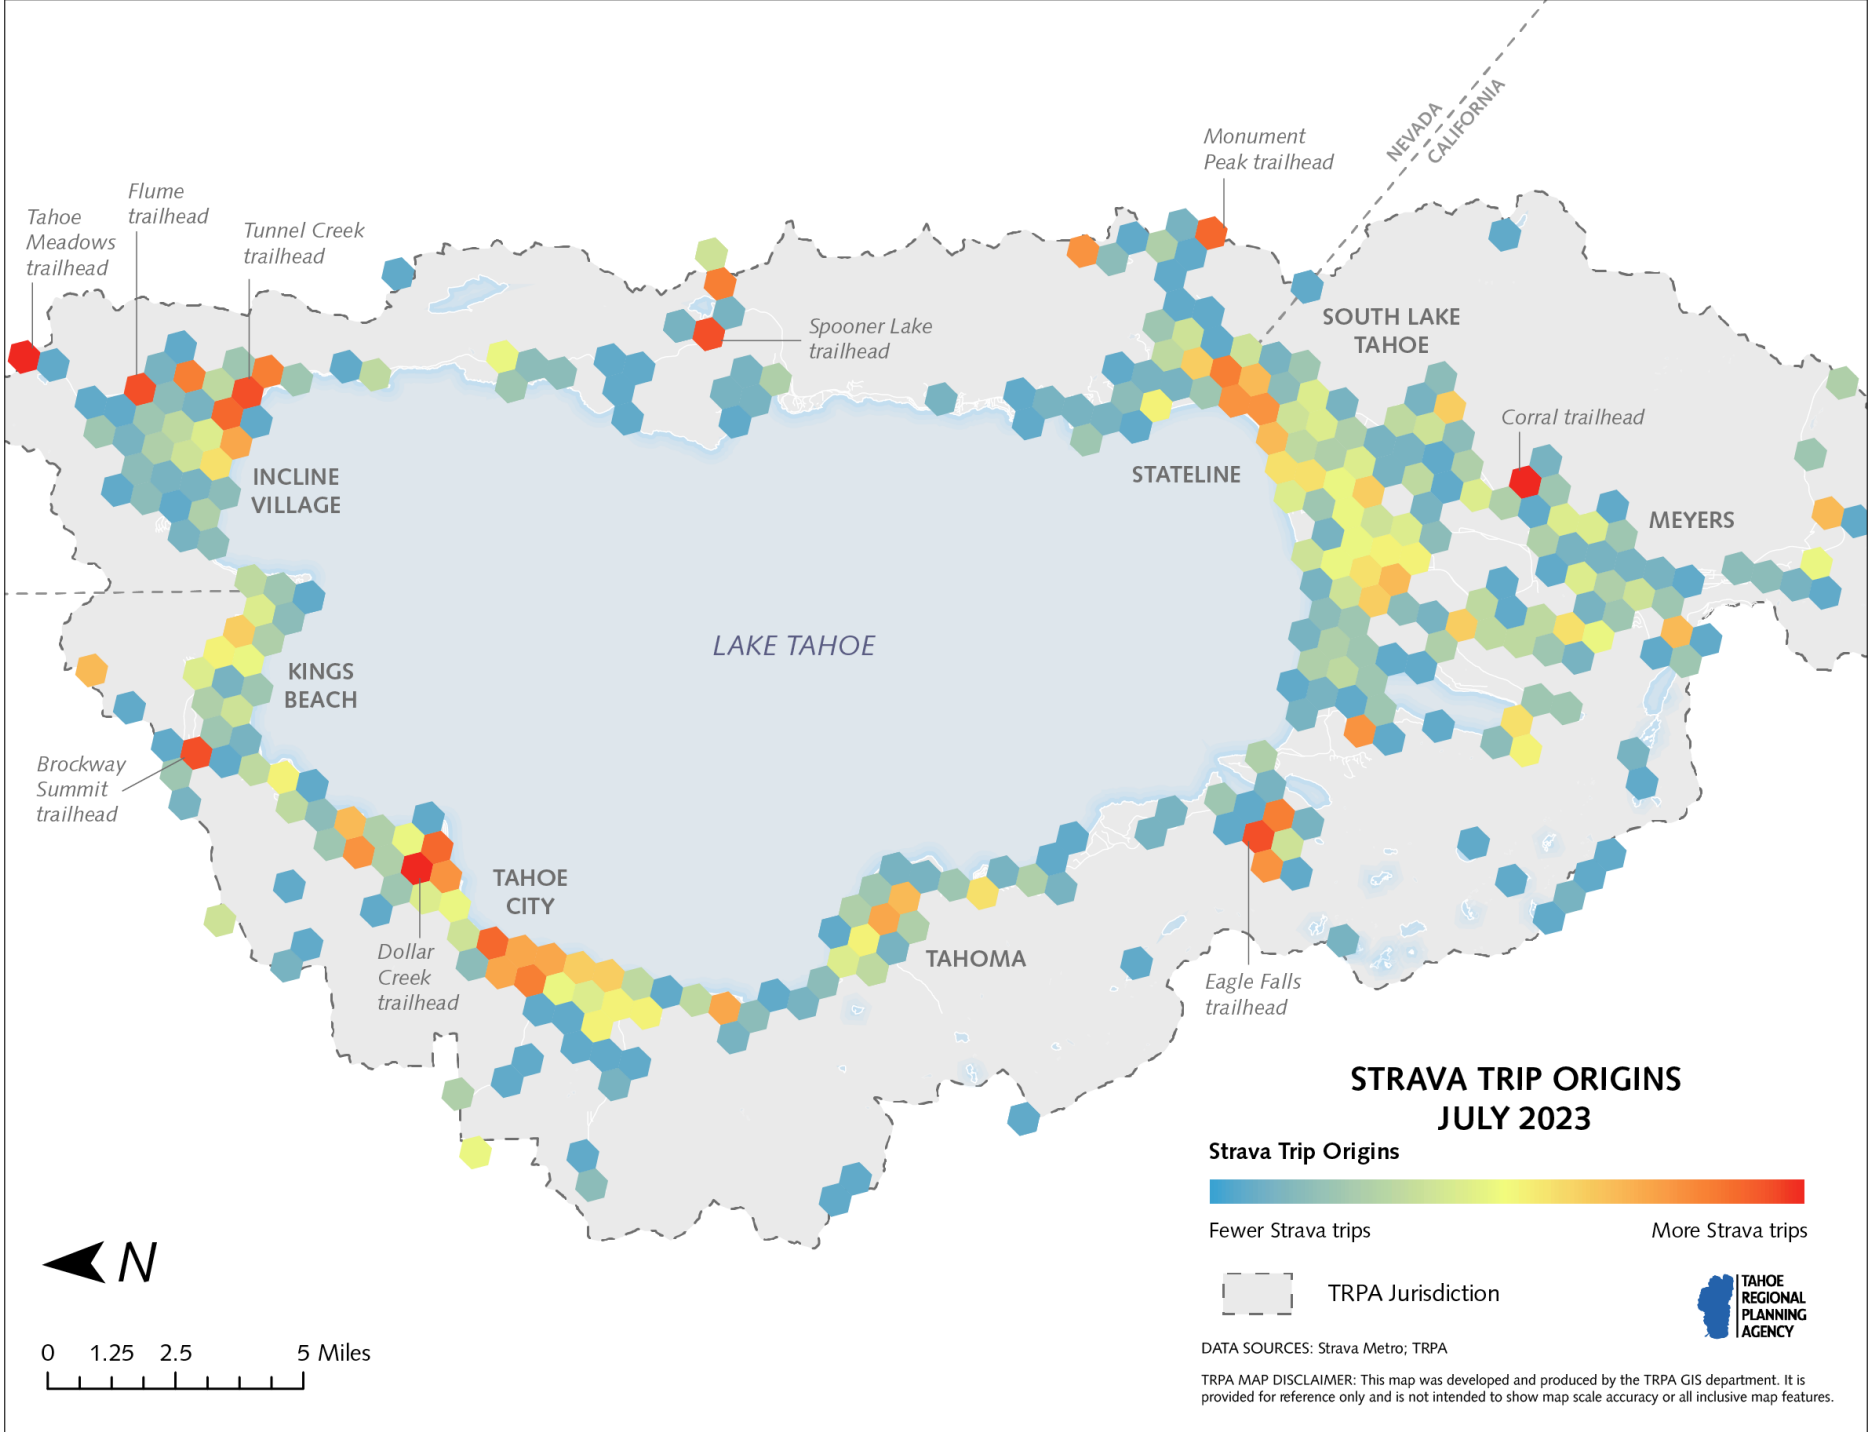 NEVADA
CALIFORNIA
Monument
Peak trailhead
Flume
trailhead
Tahoe
Meadows
trailhead
Tunnel Creek
trailhead
Spooner Lake
trailhead
SOUTH LAKE
TAHOE
Corral trailhead
INCLINE
VILLAGE
STATELINE
MEYERS
LAKE TAHOE
KINGS
BEACH
Brockway
Summit
trailhead
TAHOE
CITY
Dollar
Creek
trailhead
TAHOMA
Eagle Falls
trailhead
STRAVA TRIP ORIGINS
JULY 2023
Strava Trip Origins
Fewer Strava trips
More Strava trips
N
TRPA Jurisdiction
TAHOE
REGIONAL
PLANNING
AGENCY
0 1.25 2.5 5 Miles
DATA SOURCES: Strava Metro; TRPA
TRPA MAP DISCLAIMER: This map was developed and produced by the TRPA GIS department. It is
provided for reference only and is not intended to show map scale accuracy or all inclusive map features.